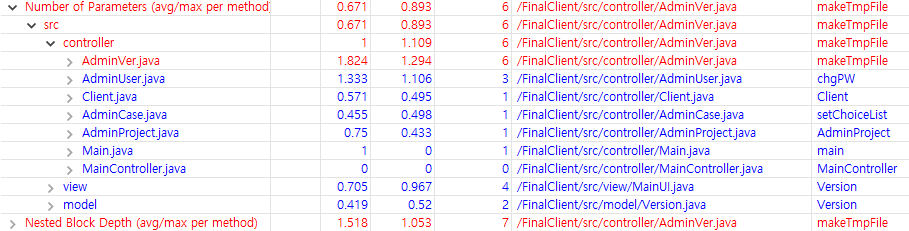 Number of Parameters (avg/max per method) 0.671 0.893 6 /FinalClient/src/controller/AdminVer.java makeTmpFile
src 0.671 0.893 6 /FinalClient/src/controller/AdminVer.java makeTmpFile
controller 1 1.109 6 /FinalClient/src/controller/AdminVer.java makeTmpFile
AdminVer.java 1.824 1.294 6 /FinalClient/src/controller/AdminVer.java makeTmpFile
AdminUser.java 1.333 1.106 3 /FinalClient/src/controller/AdminUser.java chgPW
Client.java 0.571 0.495 1 /FinalClient/src/controller/Client.java Client
AdminCase.java 0.455 0.498 1 /FinalClient/src/controller/AdminCase.java setChoiceList
AdminProject.java 0.75 0.433 1 /FinalClient/src/controller/AdminProject.java AdminProject
Main.java 1 0 1 /FinalClient/src/controller/Main.java main
MainController.java 0 0 0 /FinalClient/src/controller/MainController.java MainController
view 0.705 0.967 4 /FinalClient/src/view/MainUI.java Version
model 0.419 0.52 2 /FinalClient/src/model/Version.java Version
Nested Block Depth (avg/max per method) 1.518 1.053 7 /FinalClient/src/controller/AdminVer.java makeTmpFile